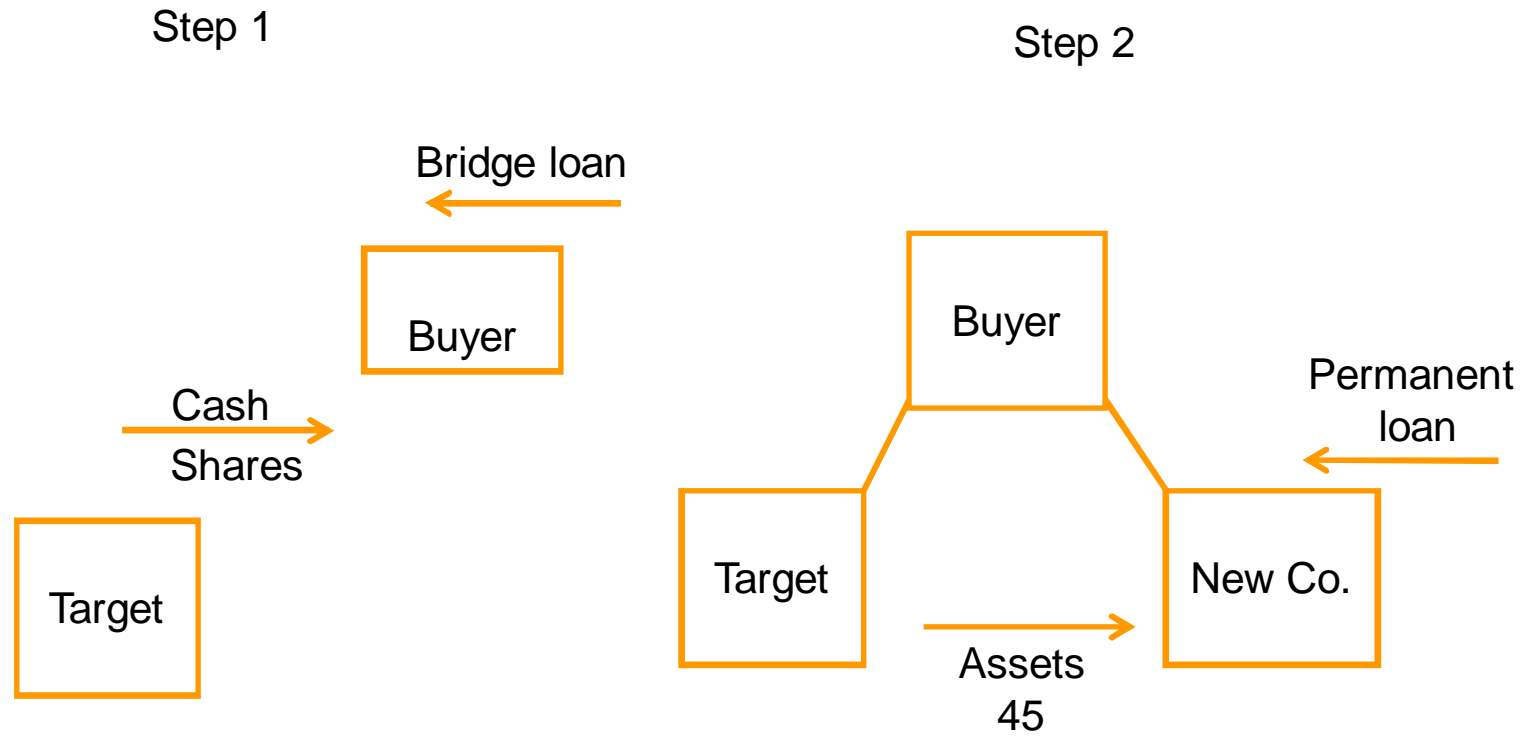 Step 1
Bridge loan
Buyer
Cash
Shares
Target
Step 2
Buyer
Permanent
loan
Target
New Co.
Assets
45